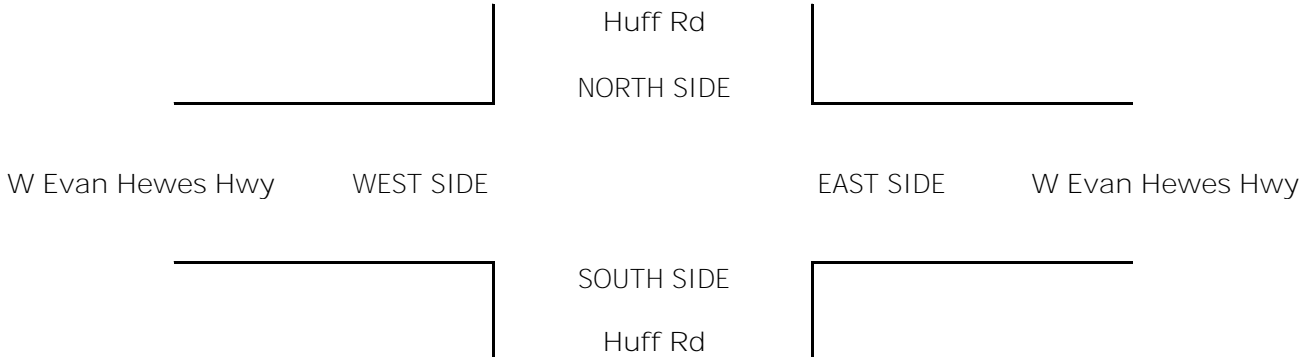 Huff Rd
NORTH SIDE
W Evan Hewes Hwy WEST SIDE EAST SIDE W Evan Hewes Hwy
SOUTH SIDE
Huff Rd